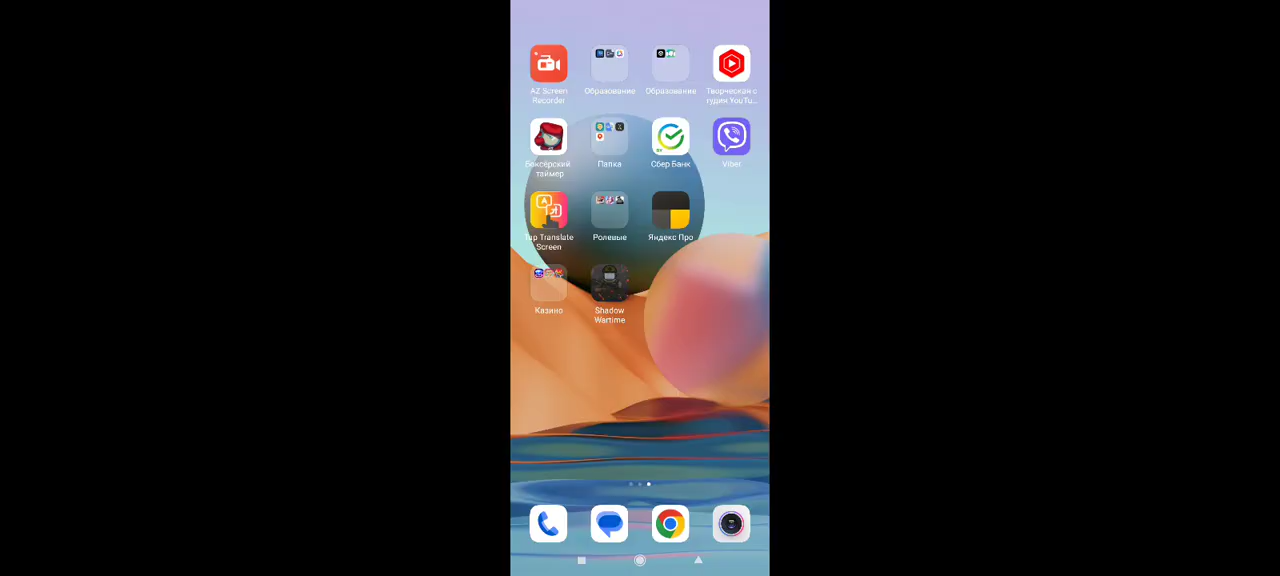 AZ Screen
Recorder
Образование
Образование
Творческая с
тудия YouTu...
Боксёрский
таймер
Папка
Сбер Банк
Viber
Tap Translate
Screen
Ролевые
Яндекс Про
Казино
Shadow
Wartime